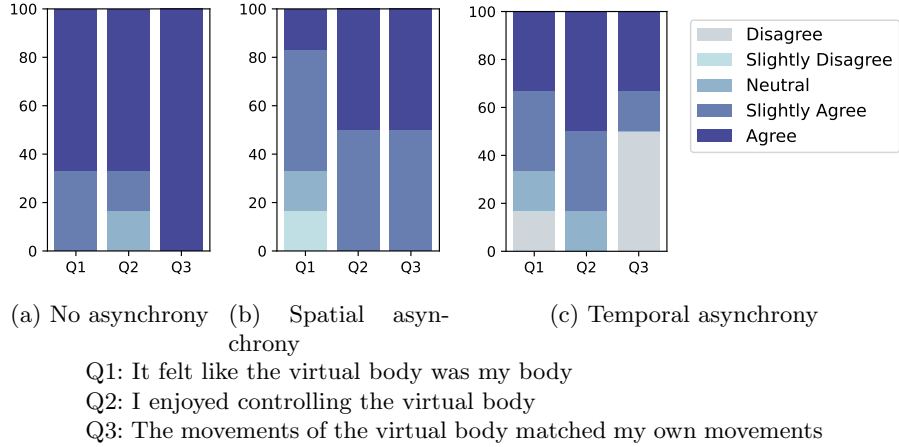 100
80
60
40
20
0
Q1 Q2 Q3
100
80
60
40
20
0
Q1 Q2 Q3
100
80
60
40
20
0
Q1 Q2 Q3
Disagree
Slightly Disagree
Neutral
Slightly Agree
Agree
(a) No asynchrony
(b) Spatial asyn-
chrony
(c) Temporal asynchrony
Q1: It felt like the virtual body was my body
Q2: I enjoyed controlling the virtual body
Q3: The movements of the virtual body matched my own movements